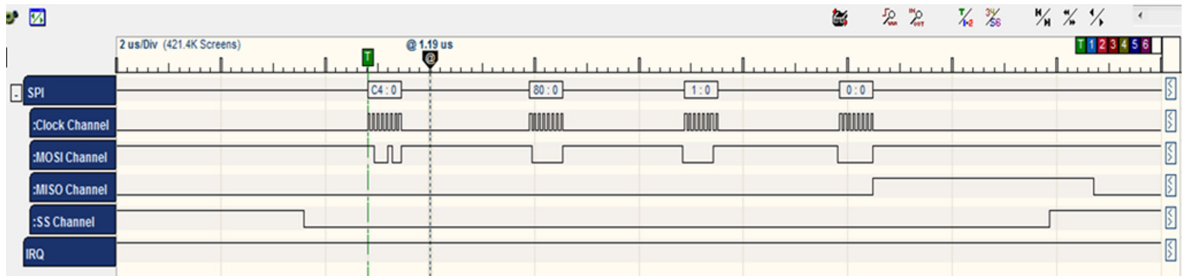 2 us/Div (421.4K Screens)
@ 1.19 us
T 1 2 3 4 5 6
T
@
SPI
C4 : 0
80 : 0
1 : 0
0 : 0
:Clock Channel
:MOSI Channel
:MISO Channel
:SS Channel
IRQ